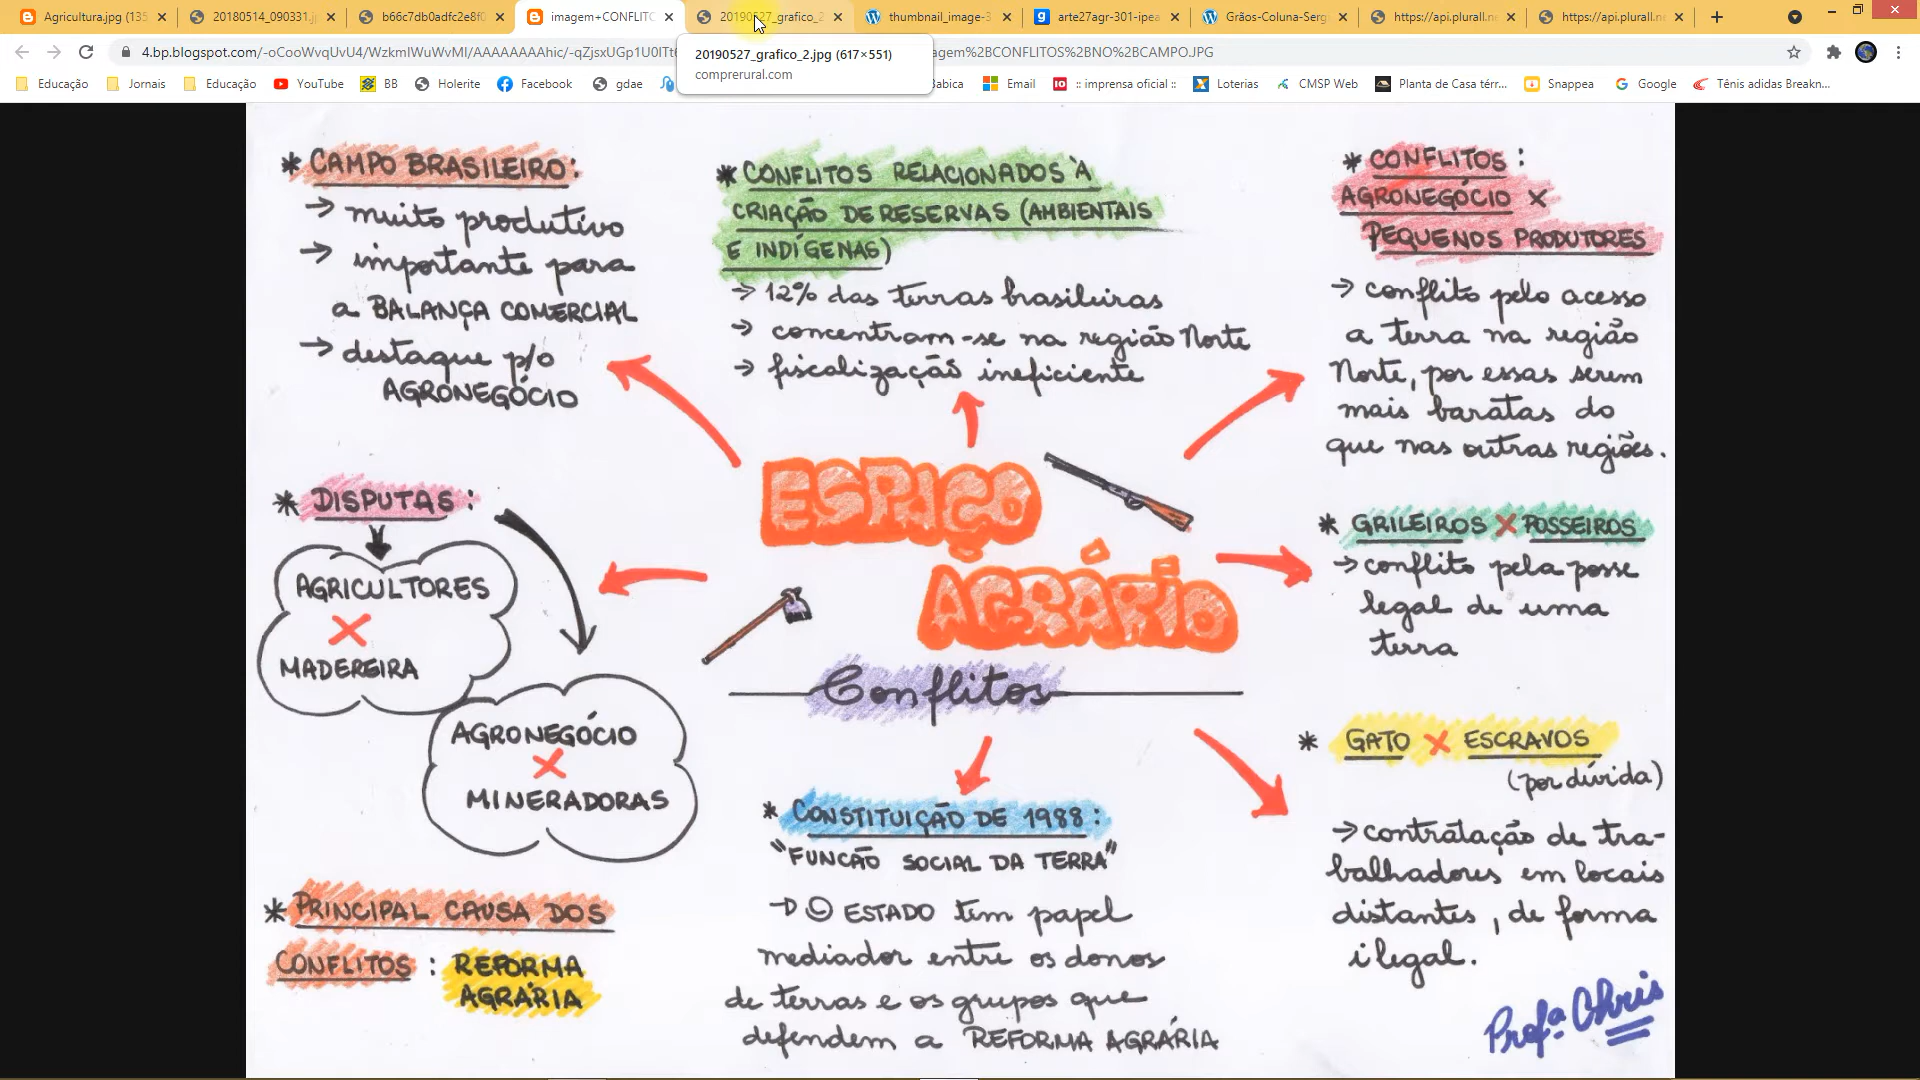 Agricultura.jpg (135
20180514_090331.jp
b66c7db0adfc2e8f0
imagem+CONFLITO
20190527_grafico_2
thumbnail_image-3
arte27agr-301-ipea
Grãos-Coluna-Serg
https://api.plurall.ne
https://api.plurall.ne
4.bp.blogspot.com/-oCooWvqUvU4/WzkmIWuWvMI/AAAAAAAAhic/-qZjsxUGp1U0ITt
agem%2BCONFLITOS%2BNO%2BCAMPO.JPG
20190527_grafico_2.jpg (617×551)
comprerural.com
Educação
Jornais
Educação
YouTube
BB
Holerite
Facebook
gdae
Babica
Email
:: imprensa oficial ::
Loterias
CMSP Web
Planta de Casa térr...
Snappea
Google
Tênis adidas Breakn...
* CAMPO BRASILEIRO:
→ muito produtivo
→ importante para
a BALANÇA COMERCIAL
→ destaque p/o
AGRONEGÓCIO
* CONFLITOS RELACIONADOS À
CRIAÇÃO DE RESERVAS (AMBIENTAIS
E INDÍGENAS)
→ 12% das terras brasileiras
→ concentram-se na região Norte
→ fiscalização ineficiente
* CONFLITOS:
AGRONEGÓCIO X
PEQUENOS PRODUTORES
→ conflito pelo acesso
a terra na região
Norte, por essas serem
mais baratas do
que nas outras regiões.
* DISPUTAS:
AGRICULTORES
X
MADEREIRA
AGRONEGÓCIO
X
MINERADORAS
ESPAÇO
AGRÁRIO
Conflitos
* GRILEIROS X POSSEIROS
→ conflito pela posse
legal de uma
terra
* GATO X ESCRAVOS
(por dívida)
→ contratação de tra-
balhadores em locais
distantes, de forma
ilegal.
* CONSTITUIÇÃO DE 1988:
"FUNCÃO SOCIAL DA TERRA"
→ O ESTADO tem papel
mediador entre os donos
de terras e os grupos que
defendem a REFORMA AGRÁRIA
* PRINCIPAL CAUSA DOS
CONFLITOS: REFORMA
AGRÁRIA
Profª Chris